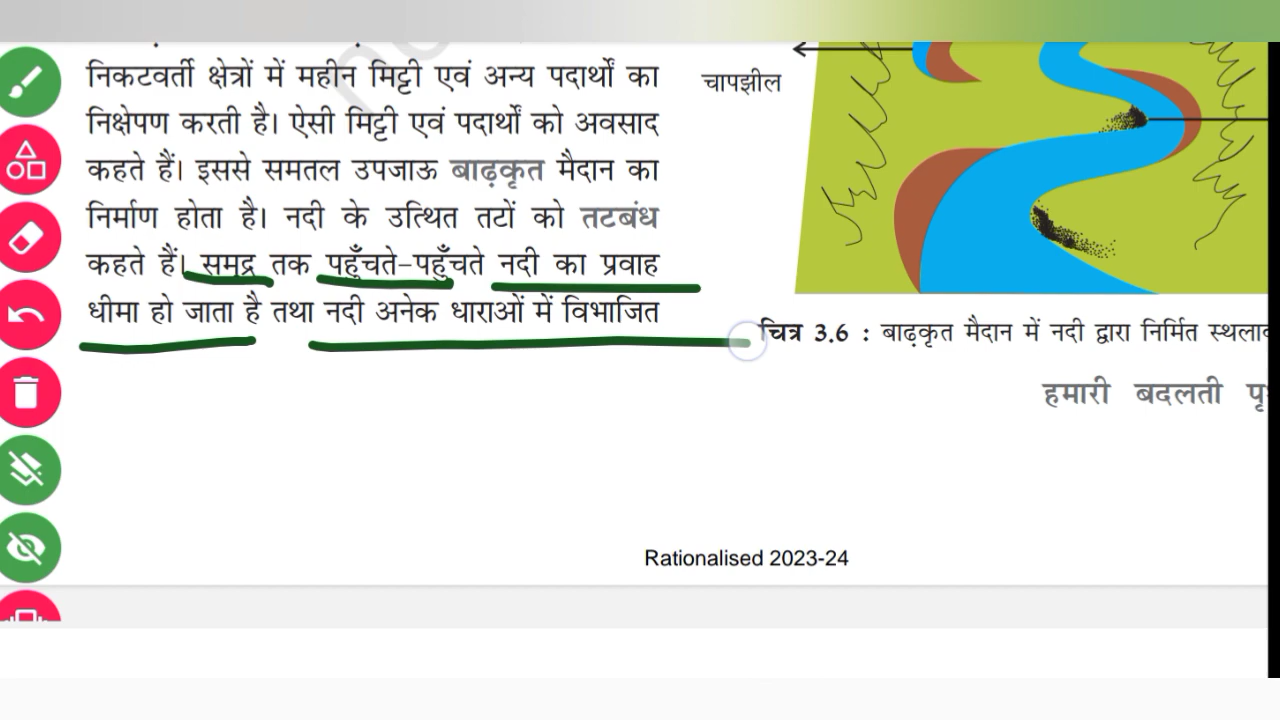 निकटवर्ती क्षेत्रों में महीन मिट्टी एवं अन्य पदार्थों का
निक्षेपण करती है। ऐसी मिट्टी एवं पदार्थों को अवसाद
कहते हैं। इससे समतल उपजाऊ बाढ़कृत मैदान का
निर्माण होता है। नदी के उत्थित तटों को तटबंध
कहते हैं। समुद्र तक पहुँचते-पहुँचते नदी का प्रवाह
धीमा हो जाता है तथा नदी अनेक धाराओं में विभाजित
चापझील
चित्र 3.6 : बाढ़कृत मैदान में नदी द्वारा निर्मित
हमारी बदलती
Rationalised 2023-24